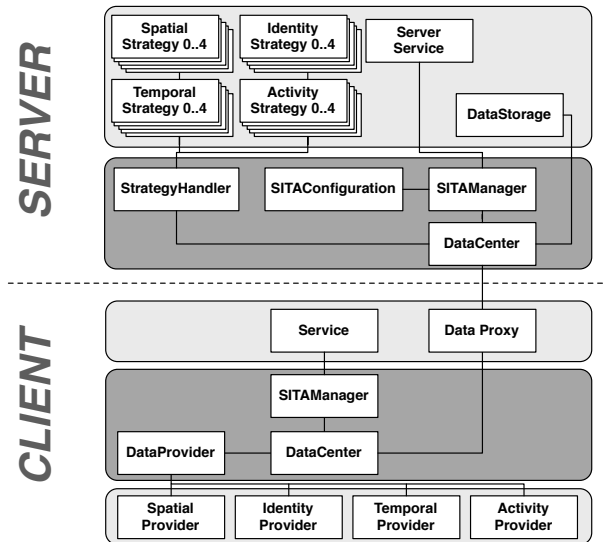 SERVER
Spatial
Strategy 0..4
Identity
Strategy 0..4
Server
Service
Temporal
Strategy 0..4
Activity
Strategy 0..4
DataStorage
StrategyHandler
SITAConfiguration
SITAManager
DataCenter
CLIENT
Service
Data Proxy
SITAManager
DataProvider
DataCenter
Spatial
Provider
Identity
Provider
Temporal
Provider
Activity
Provider